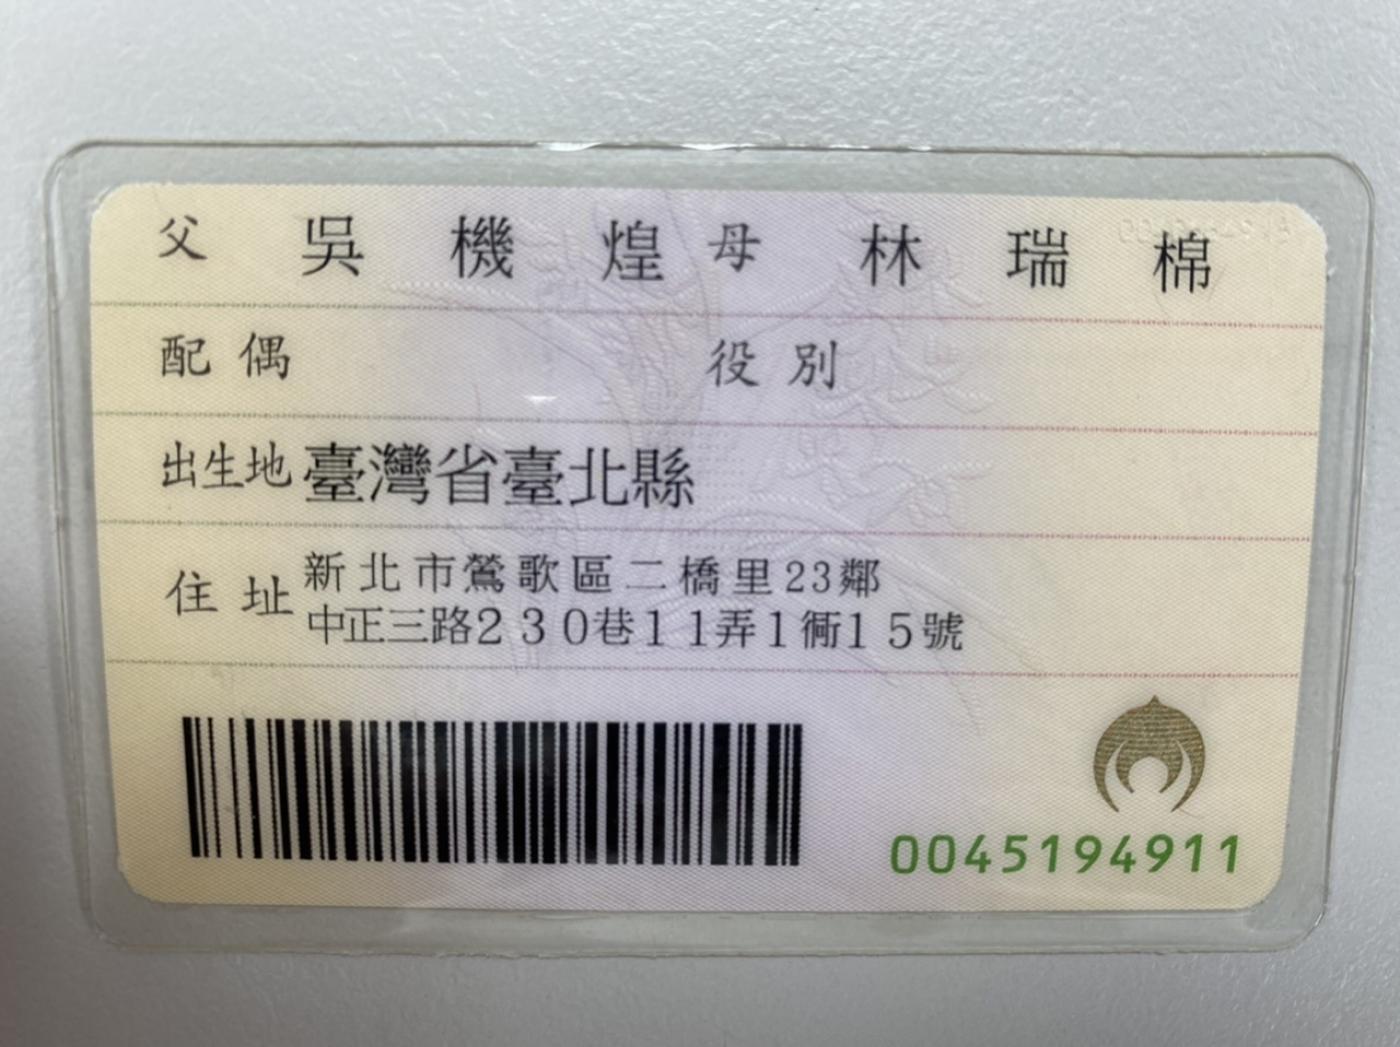 父 吳機煌 母 林瑞棉
配偶 役別
出生地 臺灣省臺北縣
住址 新北市鶯歌區二橋里23鄰
中正三路230巷11弄1衖15號
0045194911